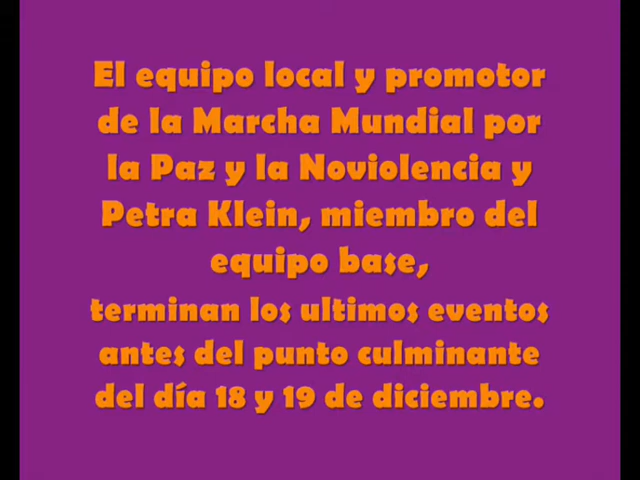 El equipo local y promotor
de la Marcha Mundial por
la Paz y la Noviolencia y
Petra Klein, miembro del
equipo base,
terminan los ultimos eventos
antes del punto culminante
del día 18 y 19 de diciembre.